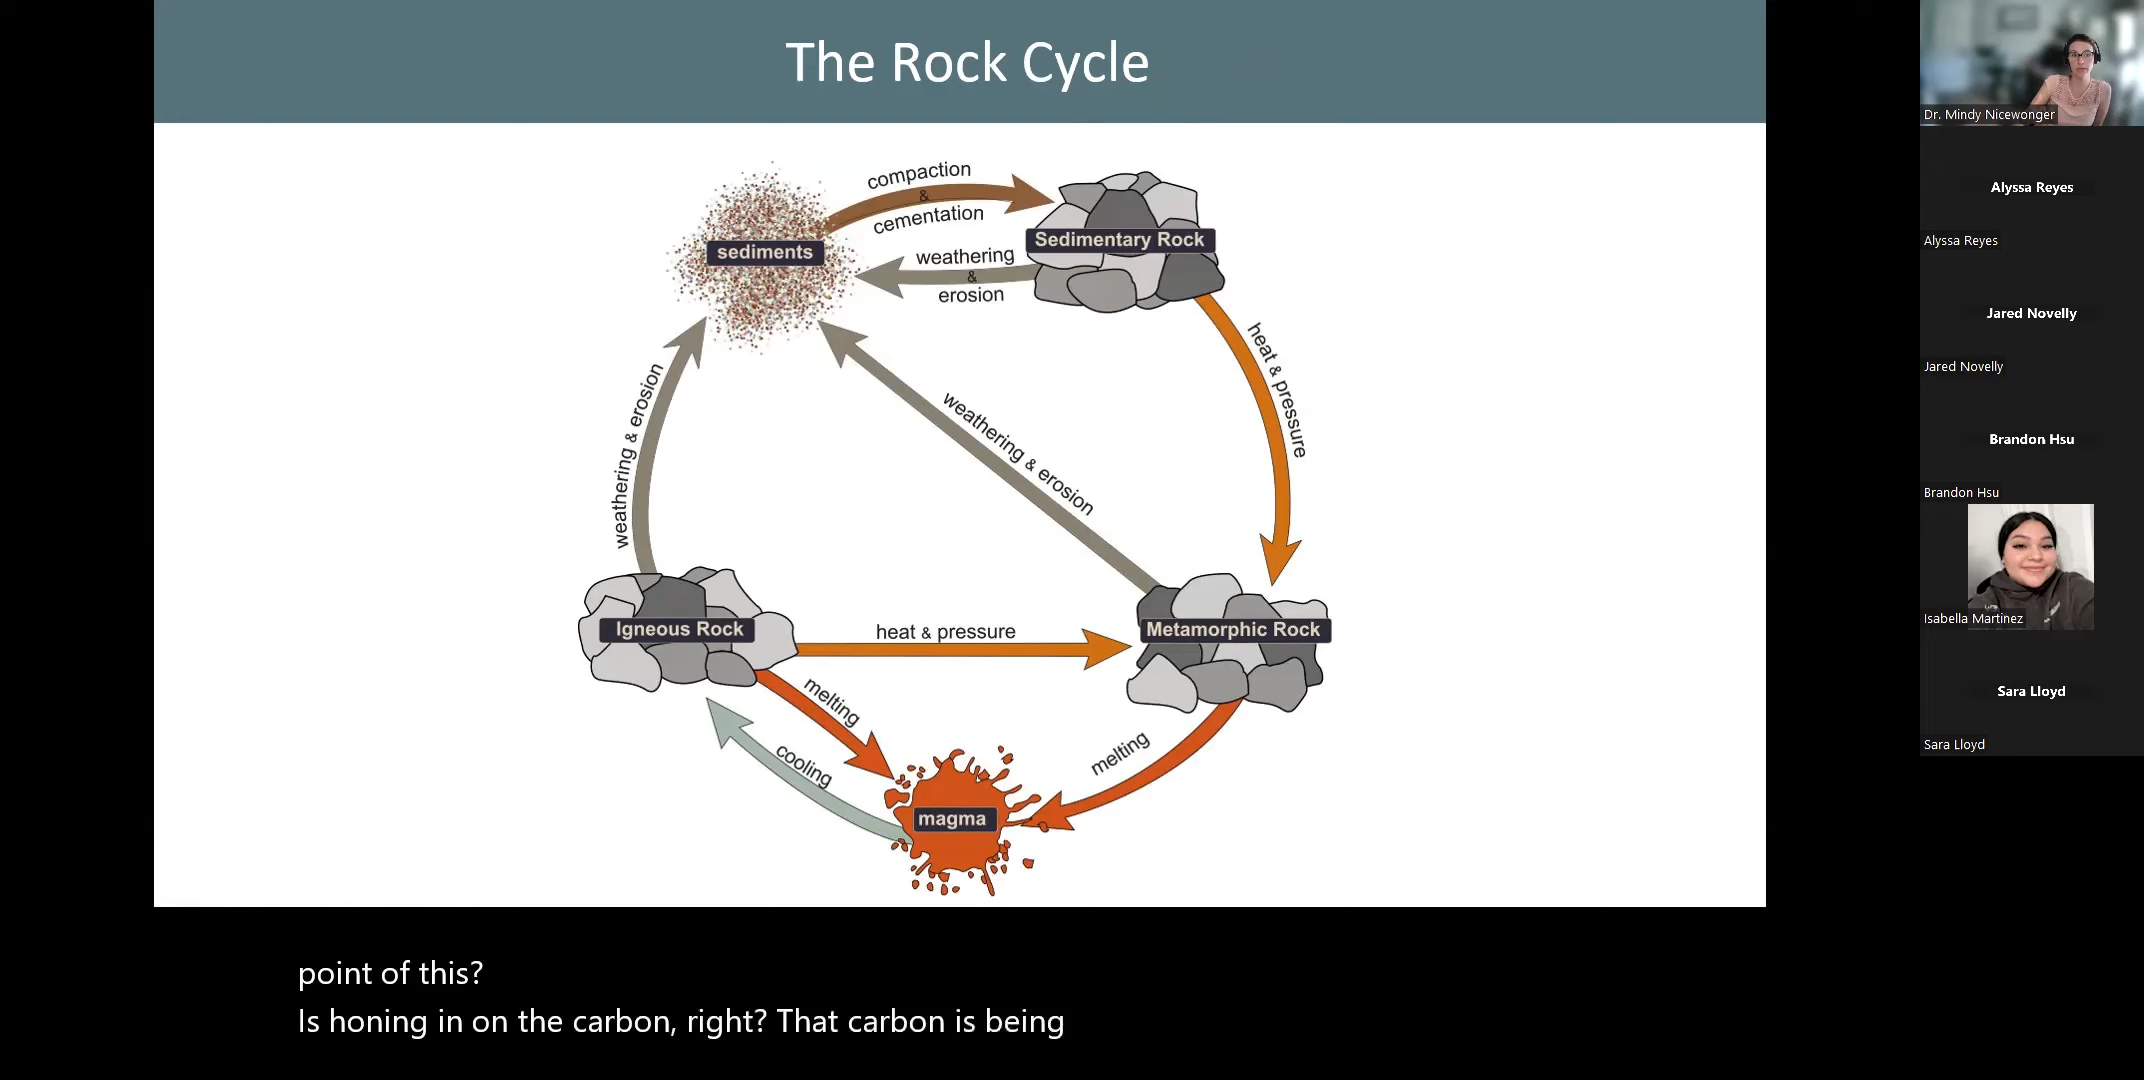 The Rock Cycle
compaction
&
cementation
sediments
Sedimentary Rock
weathering
&
erosion
heat & pressure
weathering & erosion
weathering & erosion
Igneous Rock
heat & pressure
Metamorphic Rock
melting
cooling
melting
magma
point of this?
Is honing in on the carbon, right? That carbon is being
Dr. Mindy Nicewonger
Alyssa Reyes
Alyssa Reyes
Jared Novelly
Jared Novelly
Brandon Hsu
Brandon Hsu
Isabella Martinez
Sara Lloyd
Sara Lloyd